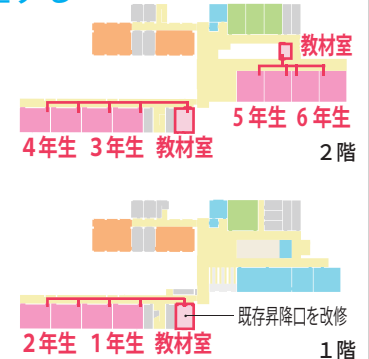 教材室
5年生 6年生
4年生 3年生 教材室
2階
既存昇降口を改修
2年生 1年生 教材室
1階